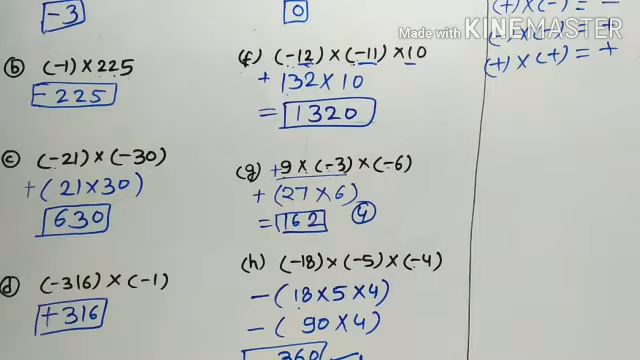 -3
(b) (-1) × 225
- 225
(c) (-21) × (-30)
+ (21 × 30)
630
(d) (-316) × (-1)
+316
0
(f) (-12) × (-11) × 10
+ 132 × 10
= 1320
(g) +9 × (-3) × (-6)
+ (27 × 6)
= 162
(h) (-18) × (-5) × (-4)
- (18 × 5 × 4)
- ( 90 × 4)
- 360
(+) × (-) = -
(-) × (-) = +
(+) × (+) = +
Made with KINEMASTER